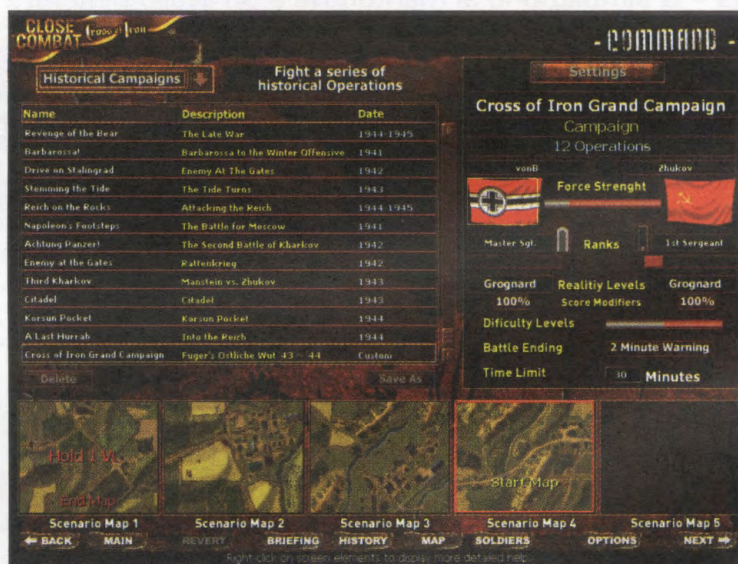 CLOSE COMBAT Cross of Iron
- COMMAND -
Historical Campaigns
Fight a series of
historical Operations
Settings
Name Description Date
Revenge of the Bear The Late War 1944-1945
Barbarossa! Barbarossa to the Winter Offensive 1941
Drive on Stalingrad Enemy At The Gates 1942
Stemming the Tide The Tide Turns 1943
Reich on the Rocks Attacking the Reich 1944-1945
Napoleon's Footsteps The Battle for Moscow 1941
Achtung Panzer! The Second Battle of Kharkov 1942
Enemy at the Gates Rattenkrieg 1942
Third Kharkov Manstein vs. Zhukov 1943
Citadel Citadel 1943
Korsun Pocket Korsun Pocket 1944
A Last Hurrah Into the Reich 1944
Cross of Iron Grand Campaign Fuger's Ostliche Wut 43 - 44 Custom
Delete Save As
Cross of Iron Grand Campaign
Campaign
12 Operations
vonB Zhukov
Force Strenght
Master Sgt. Ranks 1st Sergeant
Grognard Realitiy Levels Grognard
100% Score Modifiers 100%
Dificulty Levels
Battle Ending 2 Minute Warning
Time Limit 30 Minutes
Hold 1 VL
End Map
Start Map
Scenario Map 1 Scenario Map 2 Scenario Map 3 Scenario Map 4 Scenario Map 5
BACK MAIN REVERT BRIEFING HISTORY MAP SOLDIERS OPTIONS NEXT
Right-click on screen elements to display more detailed help